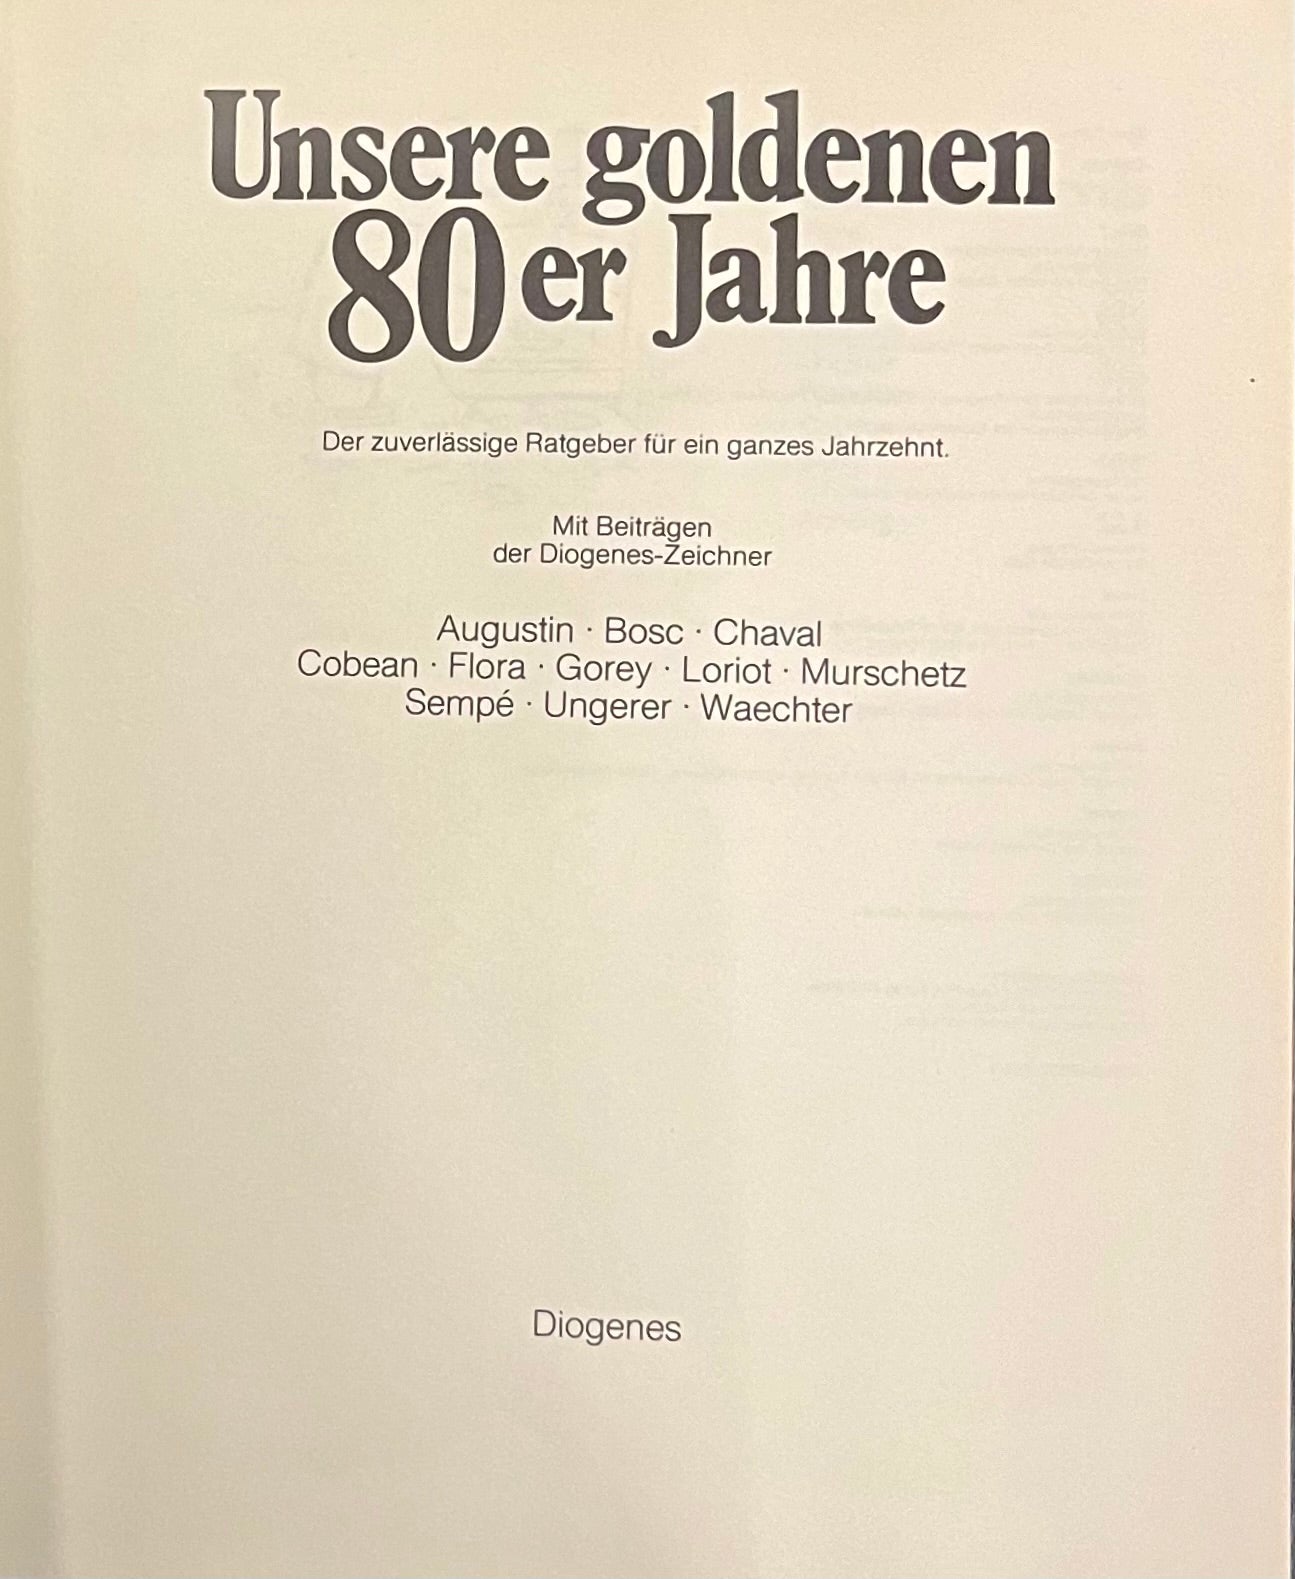 Unsere goldenen
80er Jahre
Der zuverlässige Ratgeber für ein ganzes Jahrzehnt.
Mit Beiträgen
der Diogenes-Zeichner
Augustin · Bosc · Chaval
Cobean · Flora · Gorey · Loriot · Murschetz
Sempé · Ungerer · Waechter
Diogenes